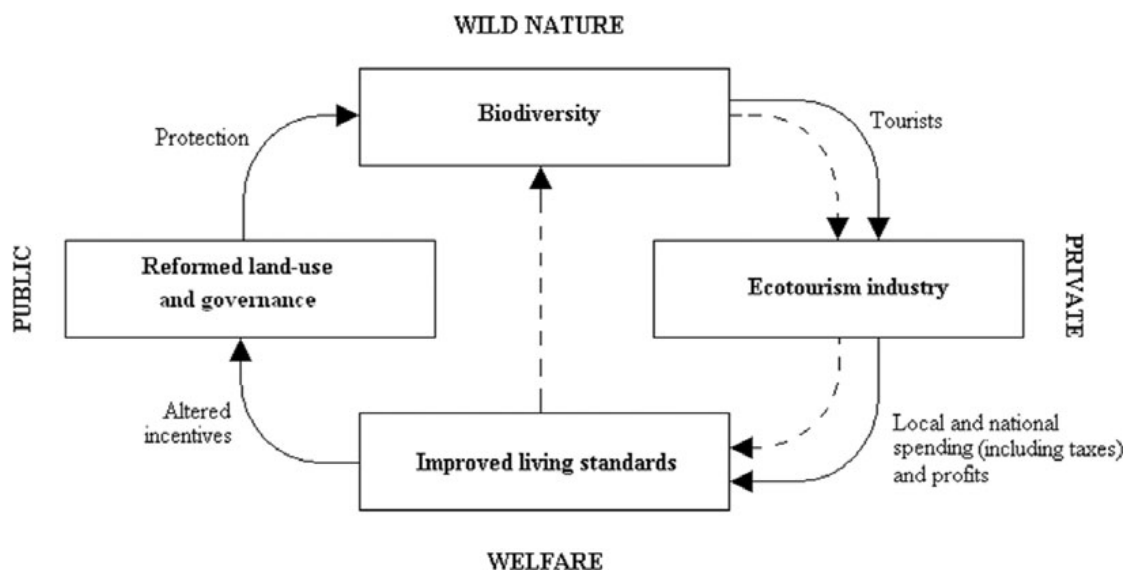 WILD NATURE
Biodiversity
Protection
Tourists
PUBLIC
Reformed land-use
and governance
Ecotourism industry
PRIVATE
Altered
incentives
Improved living standards
Local and national
spending (including taxes)
and profits
WELFARE